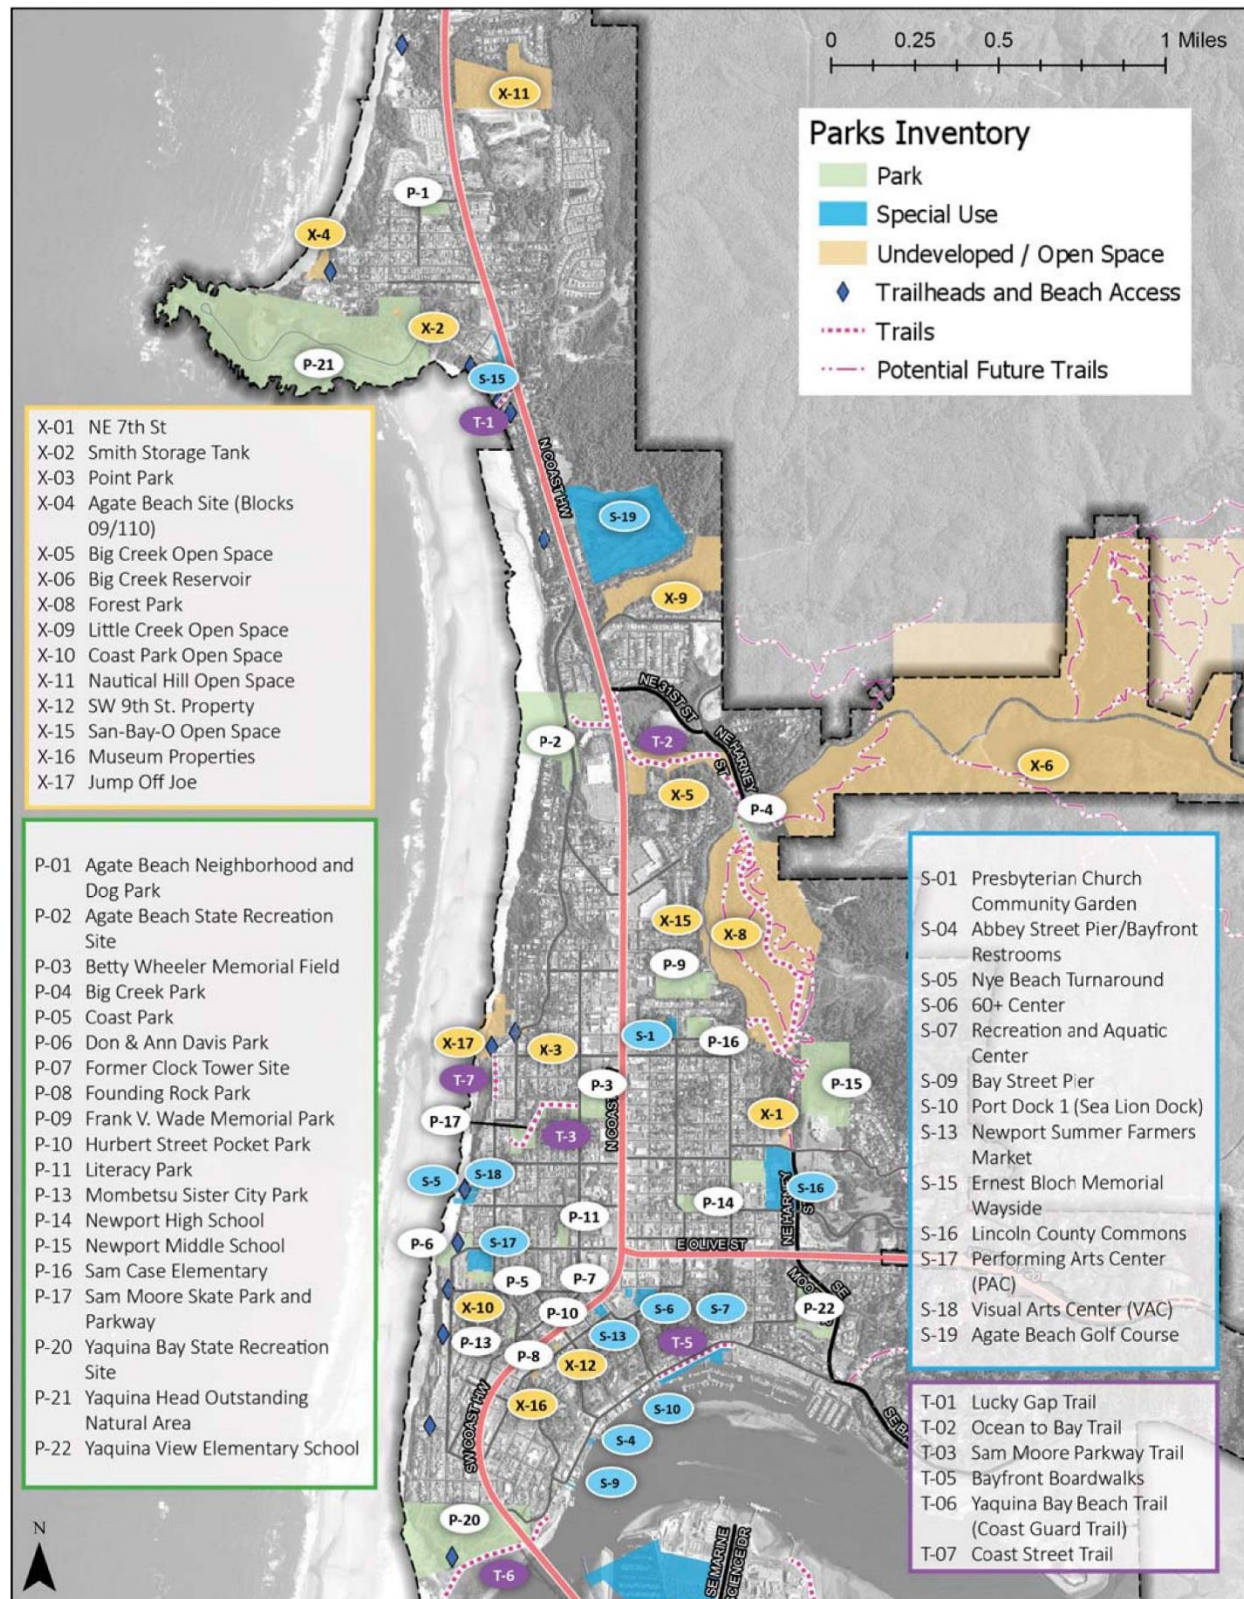 0 0.25 0.5 1 Miles
Parks Inventory
Park
Special Use
Undeveloped / Open Space
Trailheads and Beach Access
Trails
Potential Future Trails
X-11
P-1
X-4
X-2
P-21
S-15
T-1
N COAST HW
S-19
X-9
NE 31ST ST
NE HARNEY
ST
P-2
T-2
X-6
X-5
P-4
X-15
X-8
P-9
S-1
P-16
X-17
X-3
T-7
P-3
P-15
N COAST
X-1
P-17
T-3
S-5
S-18
S-16
NE HARNEY
P-14
P-11
P-6
S-17
E OLIVE ST
P-5
P-7
SE
MOORE
X-10
P-10
S-6
S-7
P-22
P-13
S-13
T-5
P-8
X-12
X-16
S-10
SW COAST HW
S-4
SE BA
S-9
P-20
T-6
SE MARINE
SCIENCE DR
N
X-01 NE 7th St
X-02 Smith Storage Tank
X-03 Point Park
X-04 Agate Beach Site (Blocks
09/110)
X-05 Big Creek Open Space
X-06 Big Creek Reservoir
X-08 Forest Park
X-09 Little Creek Open Space
X-10 Coast Park Open Space
X-11 Nautical Hill Open Space
X-12 SW 9th St. Property
X-15 San-Bay-O Open Space
X-16 Museum Properties
X-17 Jump Off Joe
P-01 Agate Beach Neighborhood and
Dog Park
P-02 Agate Beach State Recreation
Site
P-03 Betty Wheeler Memorial Field
P-04 Big Creek Park
P-05 Coast Park
P-06 Don & Ann Davis Park
P-07 Former Clock Tower Site
P-08 Founding Rock Park
P-09 Frank V. Wade Memorial Park
P-10 Hurbert Street Pocket Park
P-11 Literacy Park
P-13 Mombetsu Sister City Park
P-14 Newport High School
P-15 Newport Middle School
P-16 Sam Case Elementary
P-17 Sam Moore Skate Park and
Parkway
P-20 Yaquina Bay State Recreation
Site
P-21 Yaquina Head Outstanding
Natural Area
P-22 Yaquina View Elementary School
S-01 Presbyterian Church
Community Garden
S-04 Abbey Street Pier/Bayfront
Restrooms
S-05 Nye Beach Turnaround
S-06 60+ Center
S-07 Recreation and Aquatic
Center
S-09 Bay Street Pier
S-10 Port Dock 1 (Sea Lion Dock)
S-13 Newport Summer Farmers
Market
S-15 Ernest Bloch Memorial
Wayside
S-16 Lincoln County Commons
S-17 Performing Arts Center
(PAC)
S-18 Visual Arts Center (VAC)
S-19 Agate Beach Golf Course
T-01 Lucky Gap Trail
T-02 Ocean to Bay Trail
T-03 Sam Moore Parkway Trail
T-05 Bayfront Boardwalks
T-06 Yaquina Bay Beach Trail
(Coast Guard Trail)
T-07 Coast Street Trail